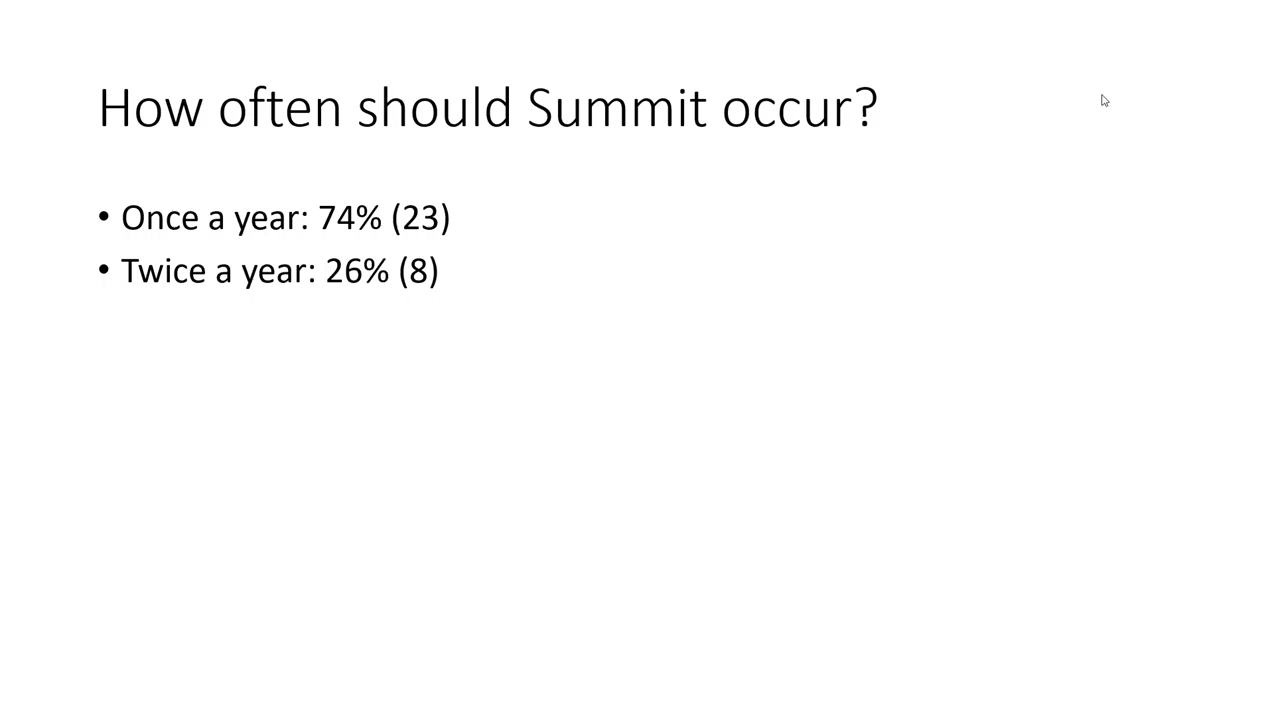 How often should Summit occur?
• Once a year: 74% (23)
• Twice a year: 26% (8)